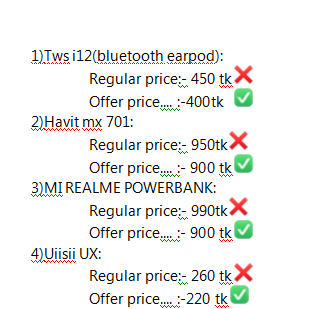 1)Tws i12(bluetooth earpod):
Regular price:- 450 tk❌
Offer price.... :-400tk ✅
2)Havit mx 701:
Regular price:- 950tk❌
Offer price.... :- 900 tk✅
3)MI REALME POWERBANK:
Regular price:- 990tk❌
Offer price.... :- 900 tk✅
4)Uiisii UX:
Regular price:- 260 tk❌
Offer price.... :-220 tk✅